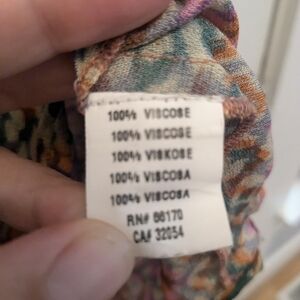 100% VISCOSE
100% VISCOSE
100% VISKOSE
100% VISCOSA
100% VISCOSA
RN# 66170
CA# 32054